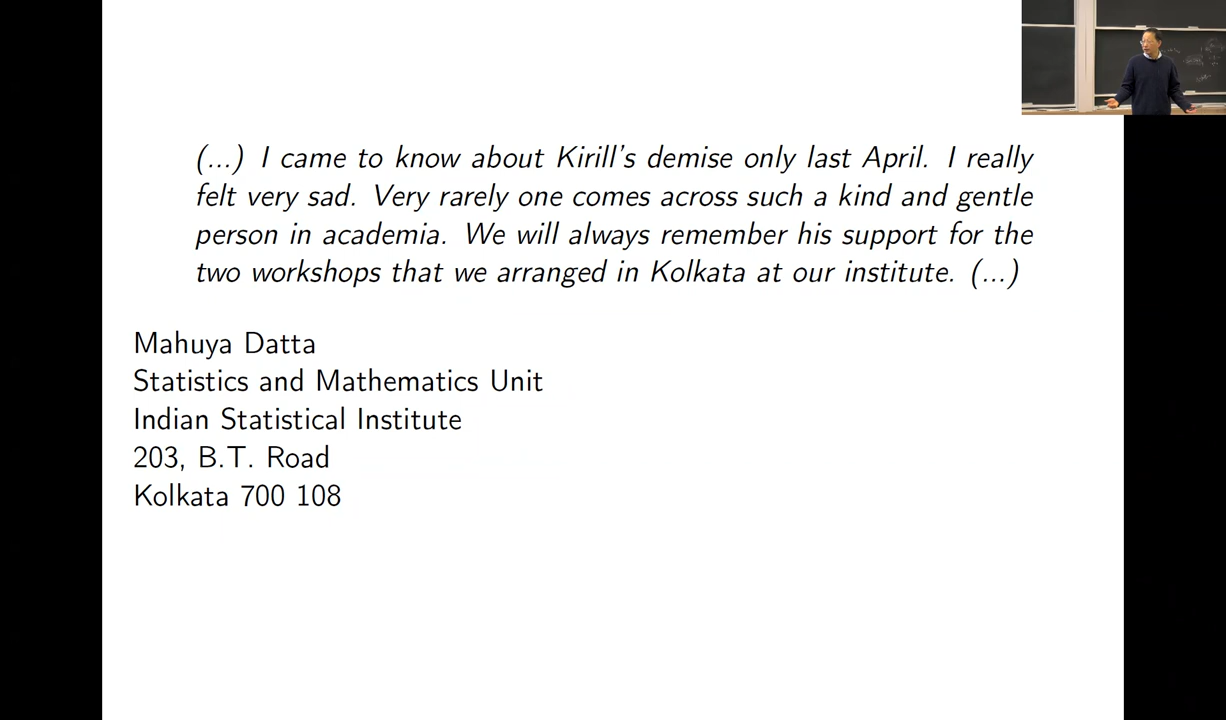 (...) I came to know about Kirill's demise only last April. I really
felt very sad. Very rarely one comes across such a kind and gentle
person in academia. We will always remember his support for the
two workshops that we arranged in Kolkata at our institute. (...)
Mahuya Datta
Statistics and Mathematics Unit
Indian Statistical Institute
203, B.T. Road
Kolkata 700 108